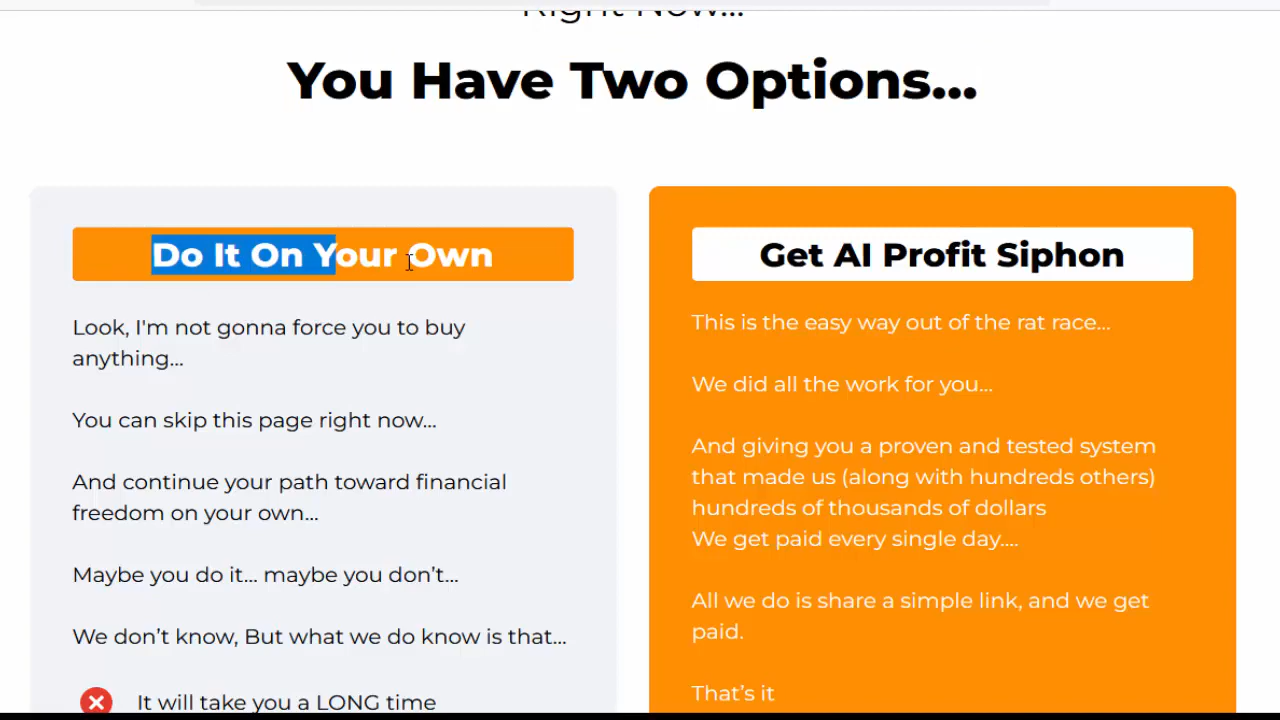 Right Now...
You Have Two Options...
Do It On Your Own
Look, I'm not gonna force you to buy
anything...
You can skip this page right now...
And continue your path toward financial
freedom on your own...
Maybe you do it... maybe you don’t...
We don’t know, But what we do know is that...
It will take you a LONG time
Get AI Profit Siphon
This is the easy way out of the rat race...
We did all the work for you...
And giving you a proven and tested system
that made us (along with hundreds others)
hundreds of thousands of dollars
We get paid every single day....
All we do is share a simple link, and we get
paid.
That’s it